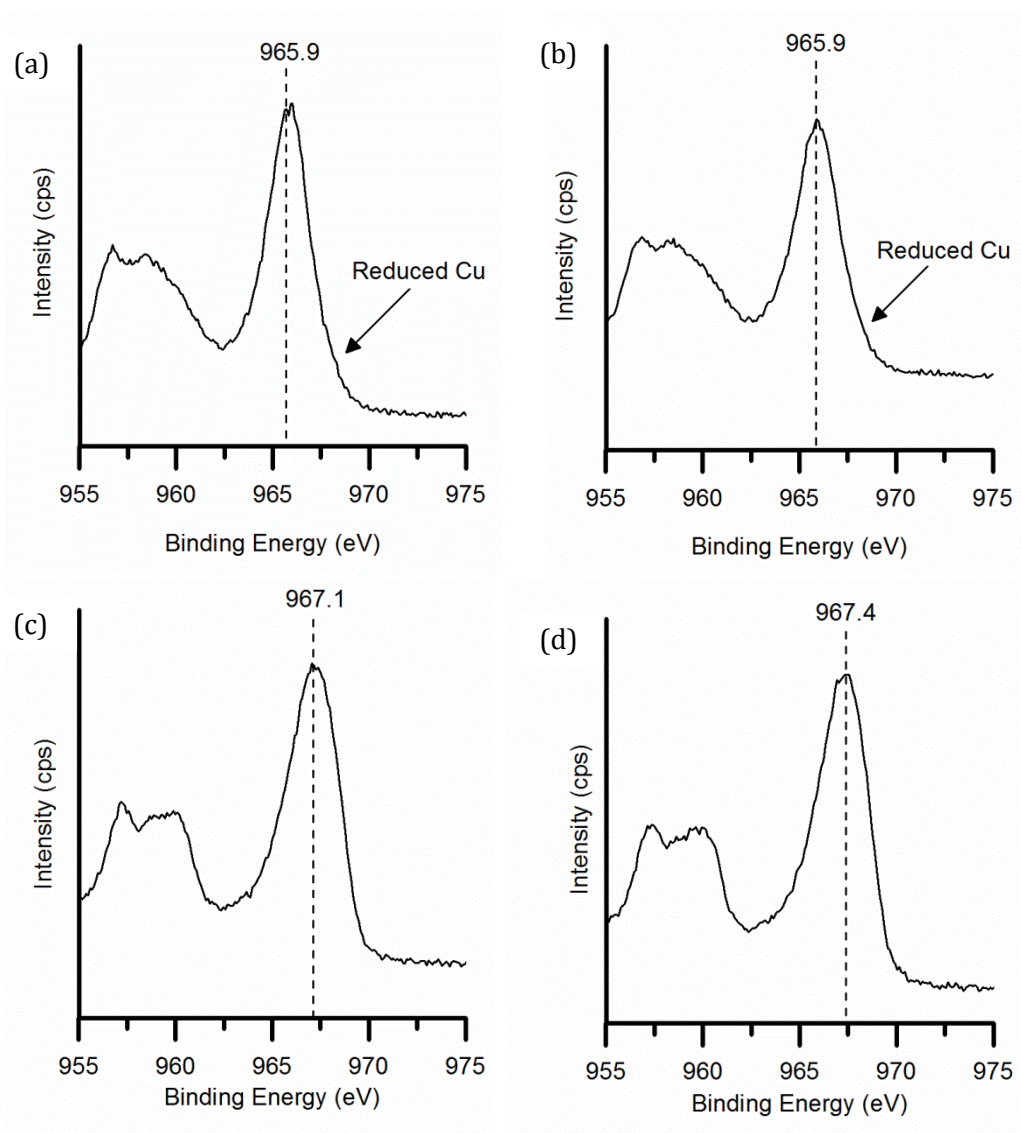 (a)
965.9
Intensity (cps)
Reduced Cu
955 960 965 970 975
Binding Energy (eV)
(b)
965.9
Intensity (cps)
Reduced Cu
955 960 965 970 975
Binding Energy (eV)
(c)
967.1
Intensity (cps)
955 960 965 970 975
Binding Energy (eV)
(d)
967.4
Intensity (cps)
955 960 965 970 975
Binding Energy (eV)